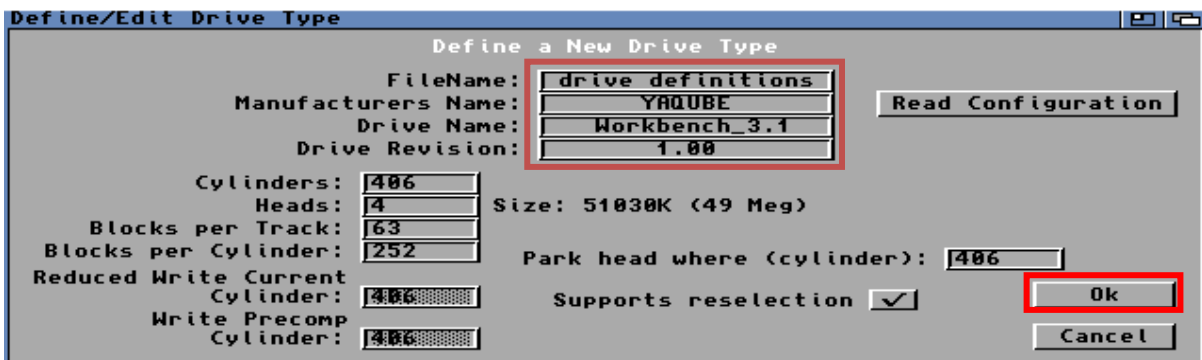 Define/Edit Drive Type
Define a New Drive Type
FileName: drive definitions
Manufacturers Name: YAQUBE
Read Configuration
Drive Name: Workbench_3.1
Drive Revision: 1.00
Cylinders: 406
Heads: 4 Size: 51030K (49 Meg)
Blocks per Track: 63
Blocks per Cylinder: 252
Park head where (cylinder): 406
Reduced Write Current
Cylinder: 406
Supports reselection
Ok
Write Precomp
Cylinder: 406
Cancel